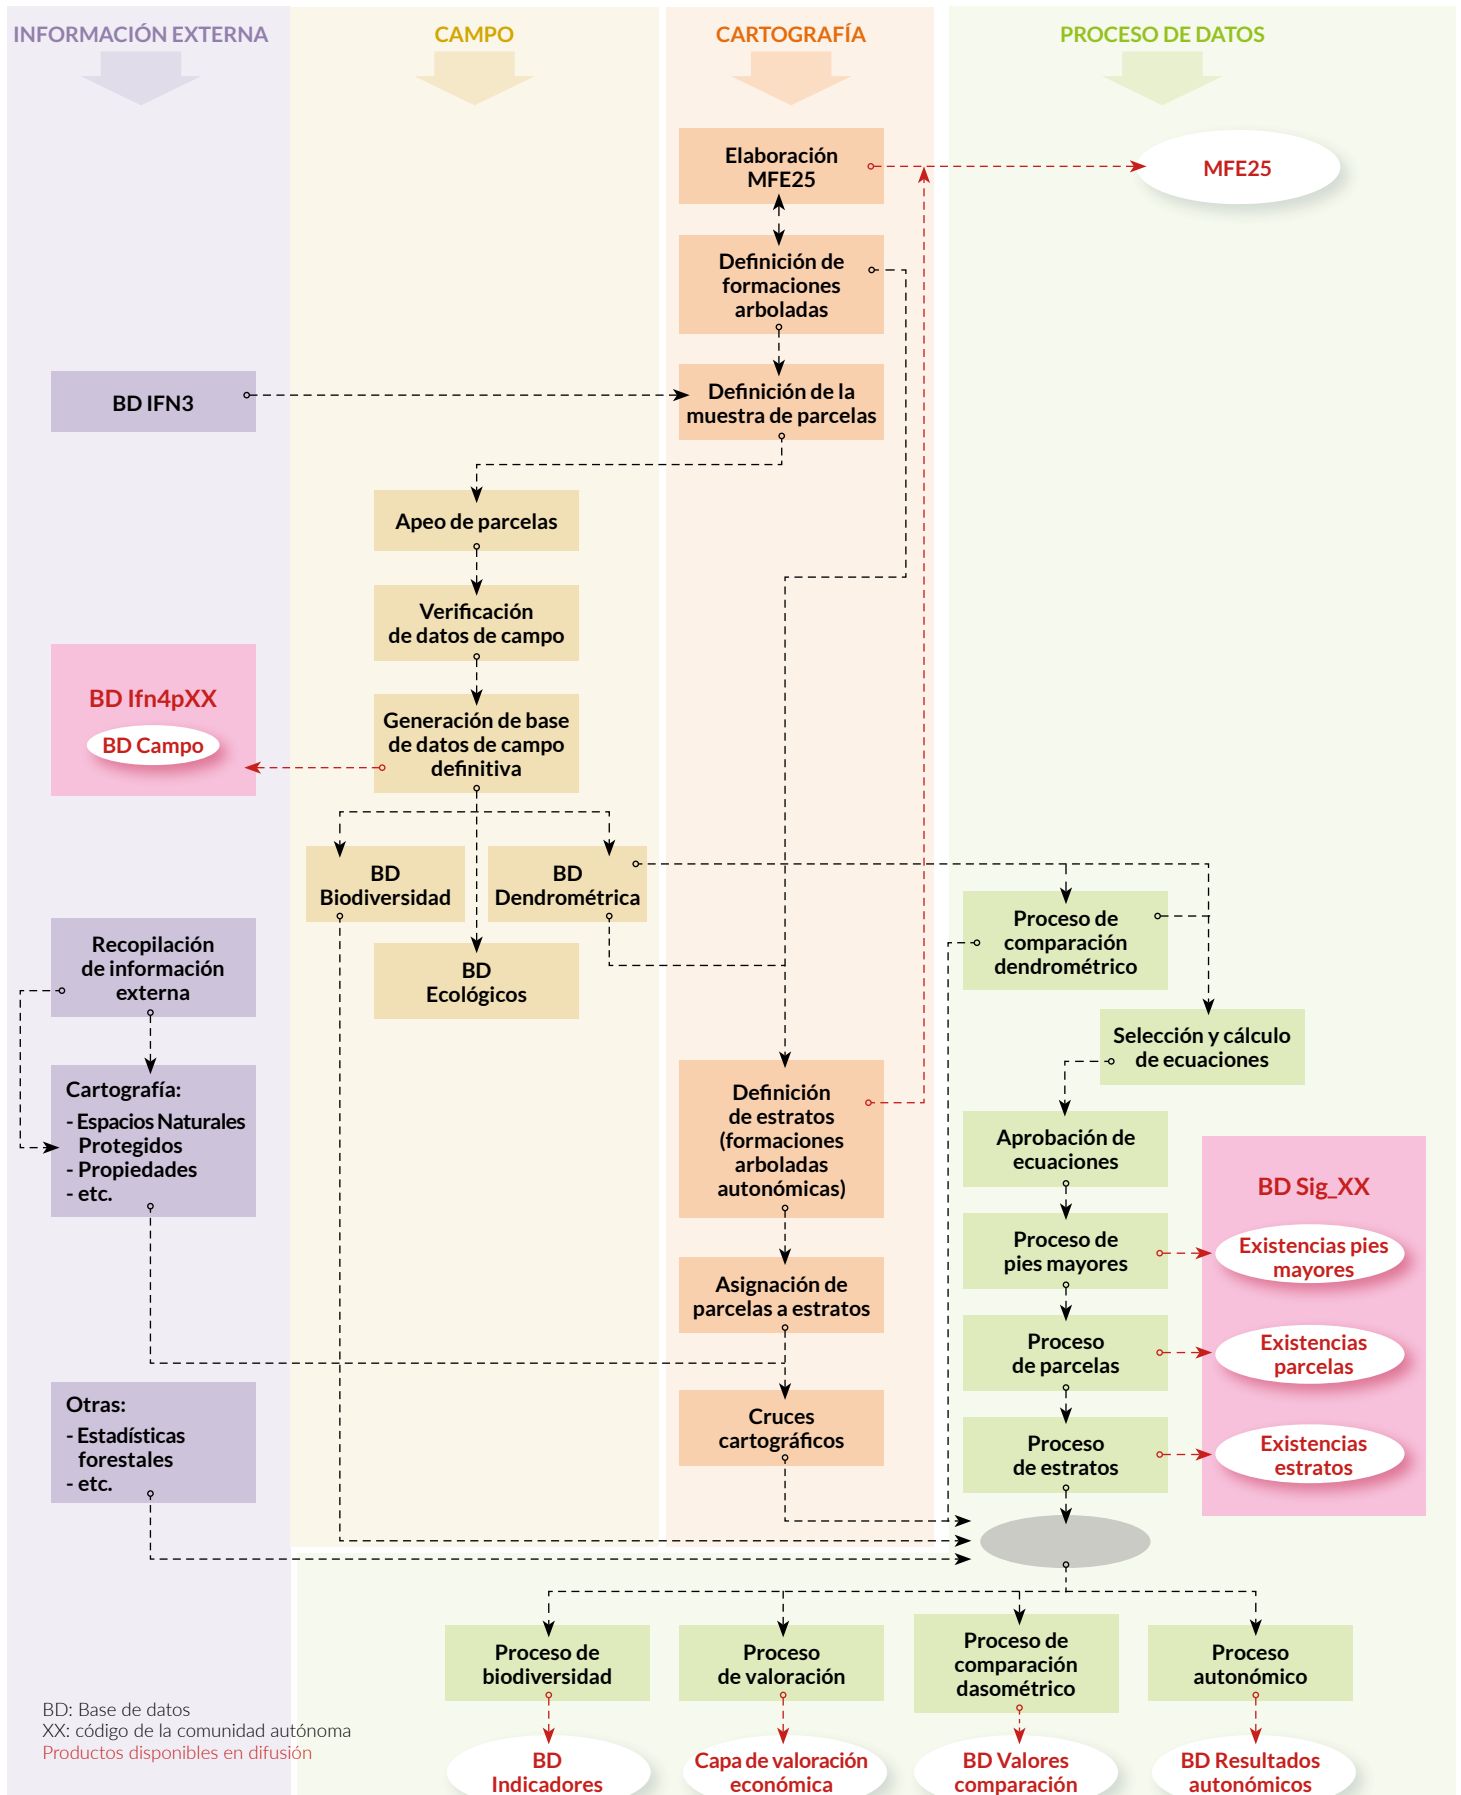 INFORMACIÓN EXTERNA
CAMPO
CARTOGRAFÍA
PROCESO DE DATOS
Elaboración
MFE25
MFE25
Definición de
formaciones
arboladas
BD IFN3
Definición de la
muestra de parcelas
Apeo de parcelas
Verificación
de datos de campo
BD Ifn4pXX
BD Campo
Generación de base
de datos de campo
definitiva
BD
Biodiversidad
BD
Dendrométrica
BD
Ecológicos
Recopilación
de información
externa
Proceso de
comparación
dendrométrico
Selección y cálculo
de ecuaciones
Cartografía:
- Espacios Naturales
Protegidos
- Propiedades
- etc.
Definición
de estratos
(formaciones
arboladas
autonómicas)
Aprobación de
ecuaciones
BD Sig_XX
Proceso de
pies mayores
Existencias pies
mayores
Asignación de
parcelas a estratos
Proceso
de parcelas
Existencias
parcelas
Otras:
- Estadísticas
forestales
- etc.
Cruces
cartográficos
Proceso
de estratos
Existencias
estratos
Proceso de
biodiversidad
Proceso
de valoración
Proceso de
comparación
dasométrico
Proceso
autonómico
BD: Base de datos
XX: código de la comunidad autónoma
Productos disponibles en difusión
BD
Indicadores
Capa de valoración
económica
BD Valores
comparación
BD Resultados
autonómicos